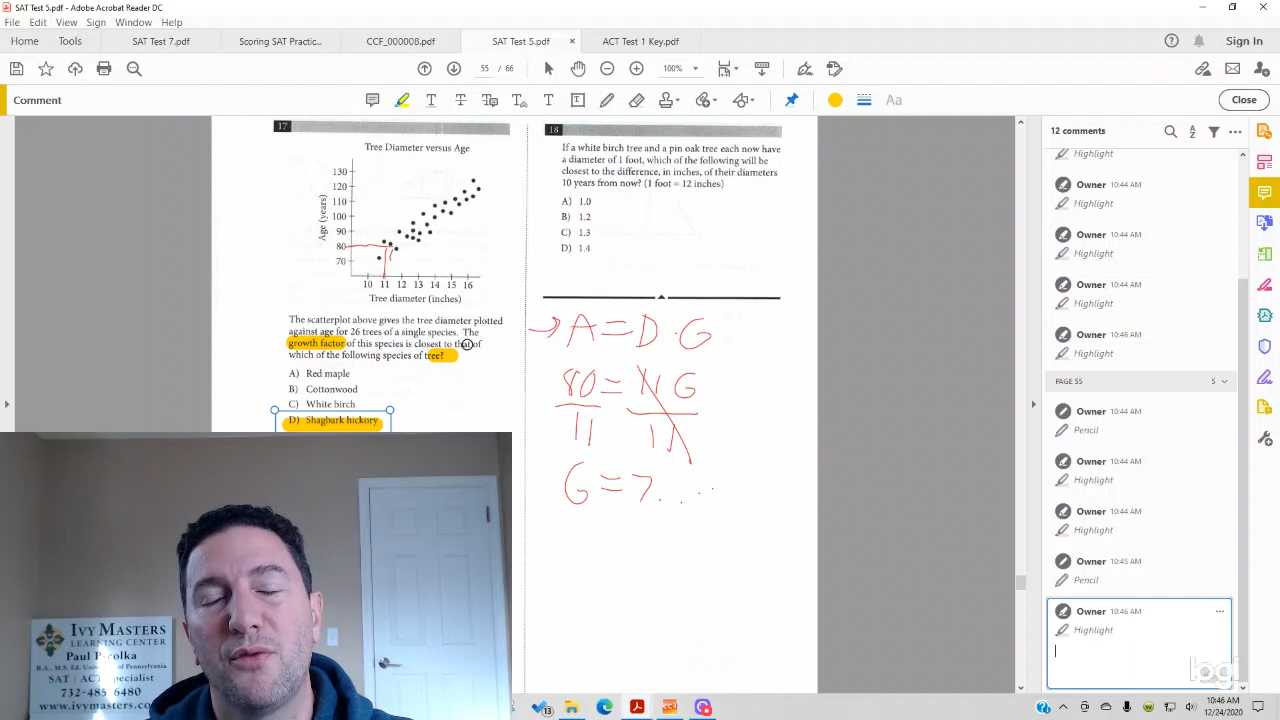 SAT Test 5.pdf - Adobe Acrobat Reader DC
File Edit View Sign Window Help
Home Tools SAT Test 7.pdf Scoring SAT Practic... CCF_000008.pdf SAT Test 5.pdf × ACT Test 1 Key.pdf Sign In
55 / 66 100%
Comment Aa Close
17
Tree Diameter versus Age
Age (years)
130
120
110
100
90
80
70
10 11 12 13 14 15 16
Tree diameter (inches)
The scatterplot above gives the tree diameter plotted
against age for 26 trees of a single species. The
growth factor of this species is closest to that of
which of the following species of tree?
A) Red maple
B) Cottonwood
C) White birch
D) Shagbark hickory
18
If a white birch tree and a pin oak tree each now have
a diameter of 1 foot, which of the following will be
closest to the difference, in inches, of their diameters
10 years from now? (1 foot = 12 inches)
A) 1.0
B) 1.2
C) 1.3
D) 1.4
→ A = D · G
80 = 11 G
11 11
G = 7. . . .
12 comments
Highlight
Owner 10:44 AM
Highlight
Owner 10:44 AM
Highlight
Owner 10:44 AM
Highlight
Owner 10:46 AM
Highlight
PAGE 55 5
Owner 10:44 AM
Pencil
Owner 10:44 AM
Highlight
Owner 10:44 AM
Highlight
Owner 10:45 AM
Pencil
Owner 10:46 AM
Highlight
logi
IVY MASTERS
LEARNING CENTER
Paul P colka
SAT / ACT Specialist
732-485-6480
www.ivymasters.com
13
10:46 AM
12/24/2020